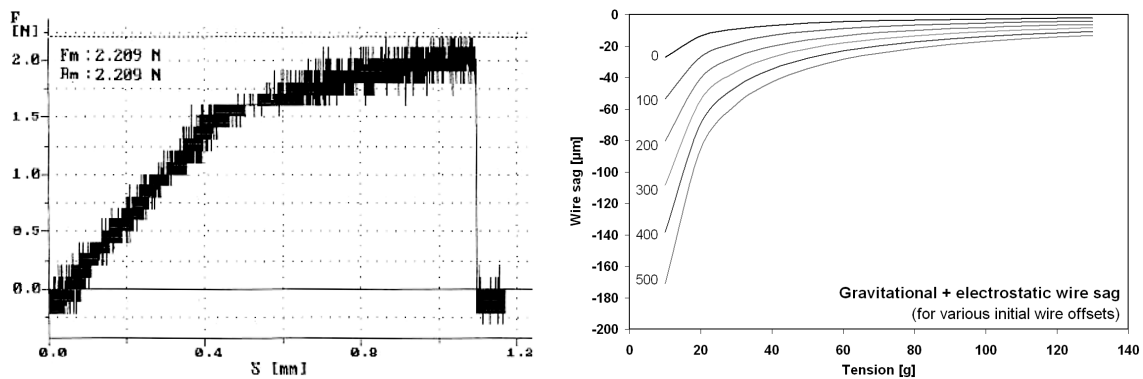 F
[N]
Fm : 2.209 N
Rm : 2.209 N
2.0
1.5
1.0
0.5
0.0
0.0 0.4 0.8 1.2
δ [mm]
0
-20
-40
-60
-80
-100
-120
-140
-160
-180
-200
Wire sag [µm]
0
100
200
300
400
500
Gravitational + electrostatic wire sag
(for various initial wire offsets)
0 20 40 60 80 100 120 140
Tension [g]